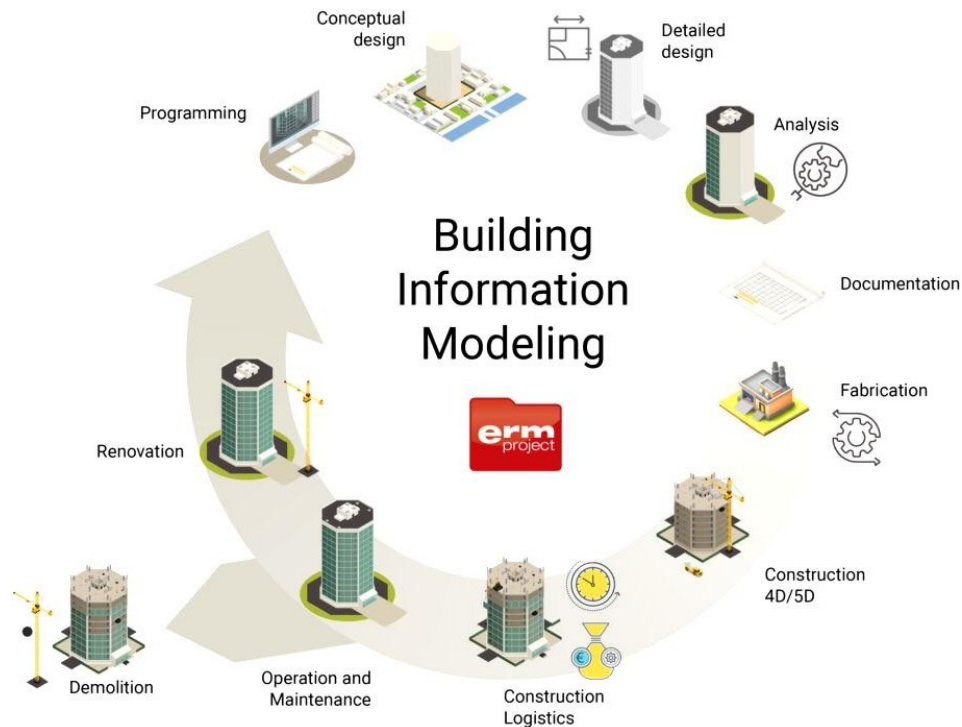 Conceptual
design
Detailed
design
Programming
Analysis
Building
Information
Modeling
Documentation
Fabrication
erm
project
Renovation
Construction
4D/5D
Demolition
Operation and
Maintenance
Construction
Logistics
€